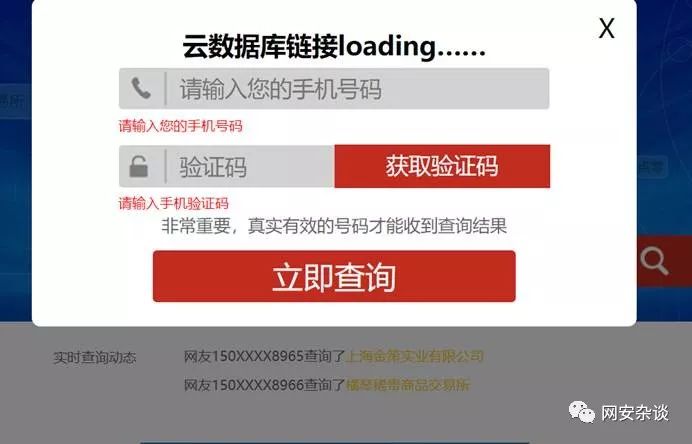 X
云数据库链接loading……
请输入您的手机号码
请输入您的手机号码
验证码
获取验证码
请输入手机验证码
非常重要，真实有效的号码才能收到查询结果
立即查询
实时查询动态
网友150XXXX8965查询了上海金策实业有限公司
网友150XXXX8966查询了横琴稀贵商品交易所
网安杂谈